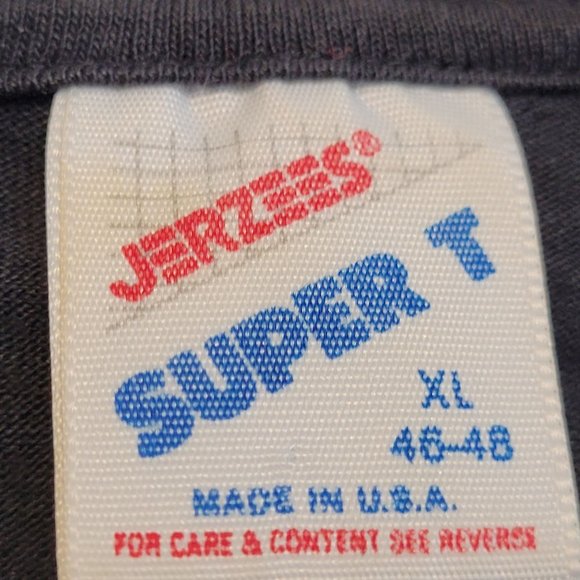 JERZEES®
SUPER T
XL
46-48
MADE IN U.S.A.
FOR CARE & CONTENT SEE REVERSE